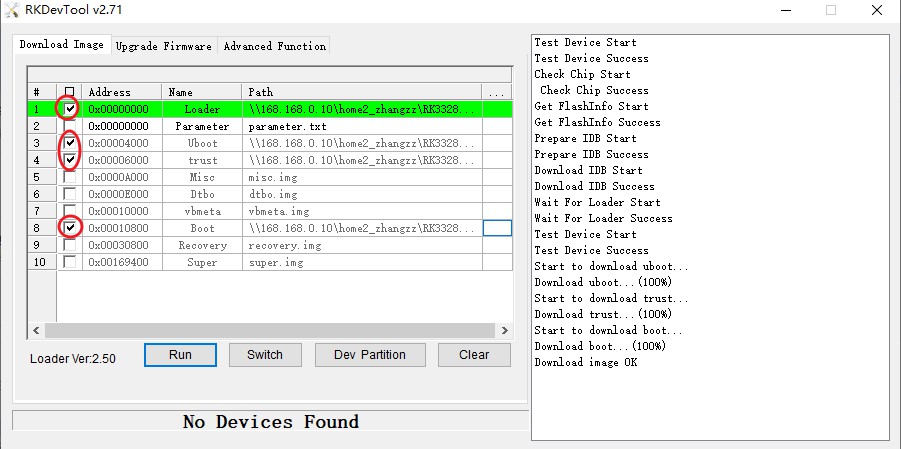 RKDevTool v2.71
Download Image Upgrade Firmware Advanced Function
# Address Name Path ...
1 0x00000000 Loader \\168.168.0.10\home2_zhangzz\RK3328...
2 0x00000000 Parameter parameter.txt
3 0x00004000 Uboot \\168.168.0.10\home2_zhangzz\RK3328...
4 0x00006000 trust \\168.168.0.10\home2_zhangzz\RK3328...
5 0x0000A000 Misc misc.img
6 0x0000E000 Dtbo dtbo.img
7 0x00010000 vbmeta vbmeta.img
8 0x00010800 Boot \\168.168.0.10\home2_zhangzz\RK3328...
9 0x00030800 Recovery recovery.img
10 0x00169400 Super super.img
Loader Ver:2.50 Run Switch Dev Partition Clear
No Devices Found
Test Device Start
Test Device Success
Check Chip Start
Check Chip Success
Get FlashInfo Start
Get FlashInfo Success
Prepare IDB Start
Prepare IDB Success
Download IDB Start
Download IDB Success
Wait For Loader Start
Wait For Loader Success
Test Device Start
Test Device Success
Start to download uboot...
Download uboot...(100%)
Start to download trust...
Download trust...(100%)
Start to download boot...
Download boot...(100%)
Download image OK